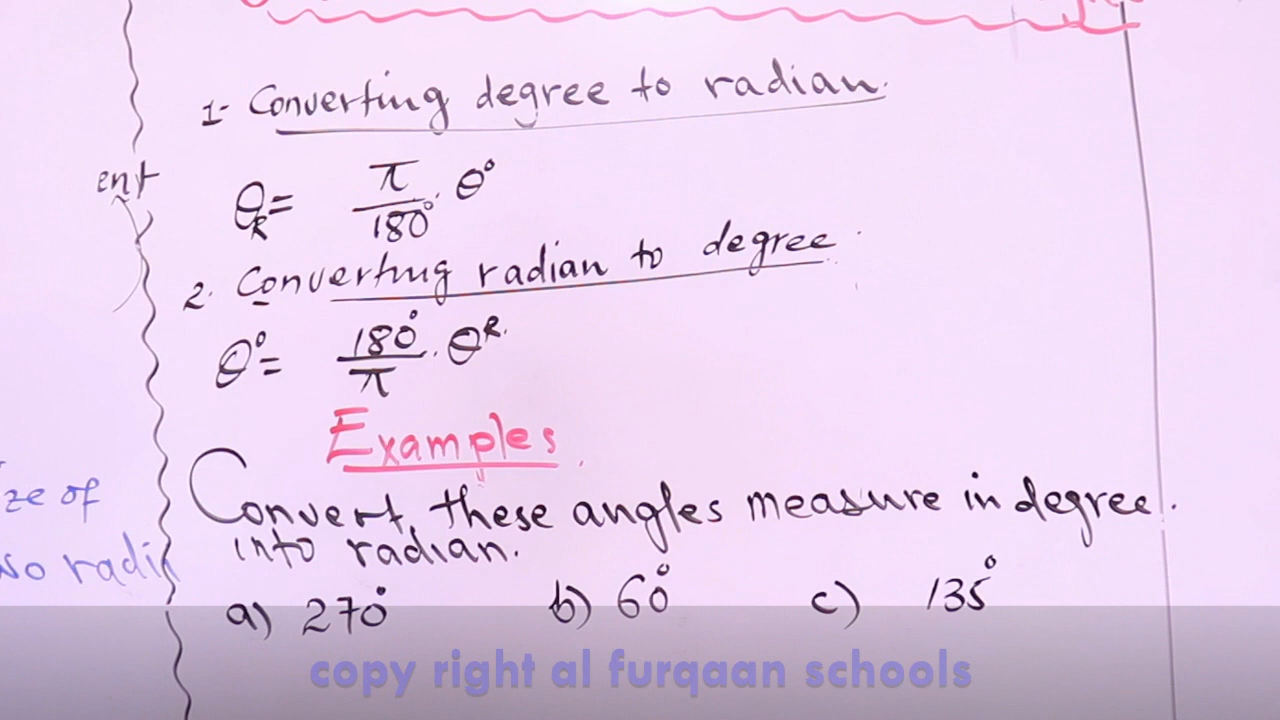 1- Converting degree to radian.
ent
θR= π/180° . θ°
2. Converting radian to degree.
θ°= 180°/π . θR.
Examples.
ze of
Convert, these angles measure in degree.
into radian.
a) 270° b) 60° c) 135°
copy right al furqaan schools